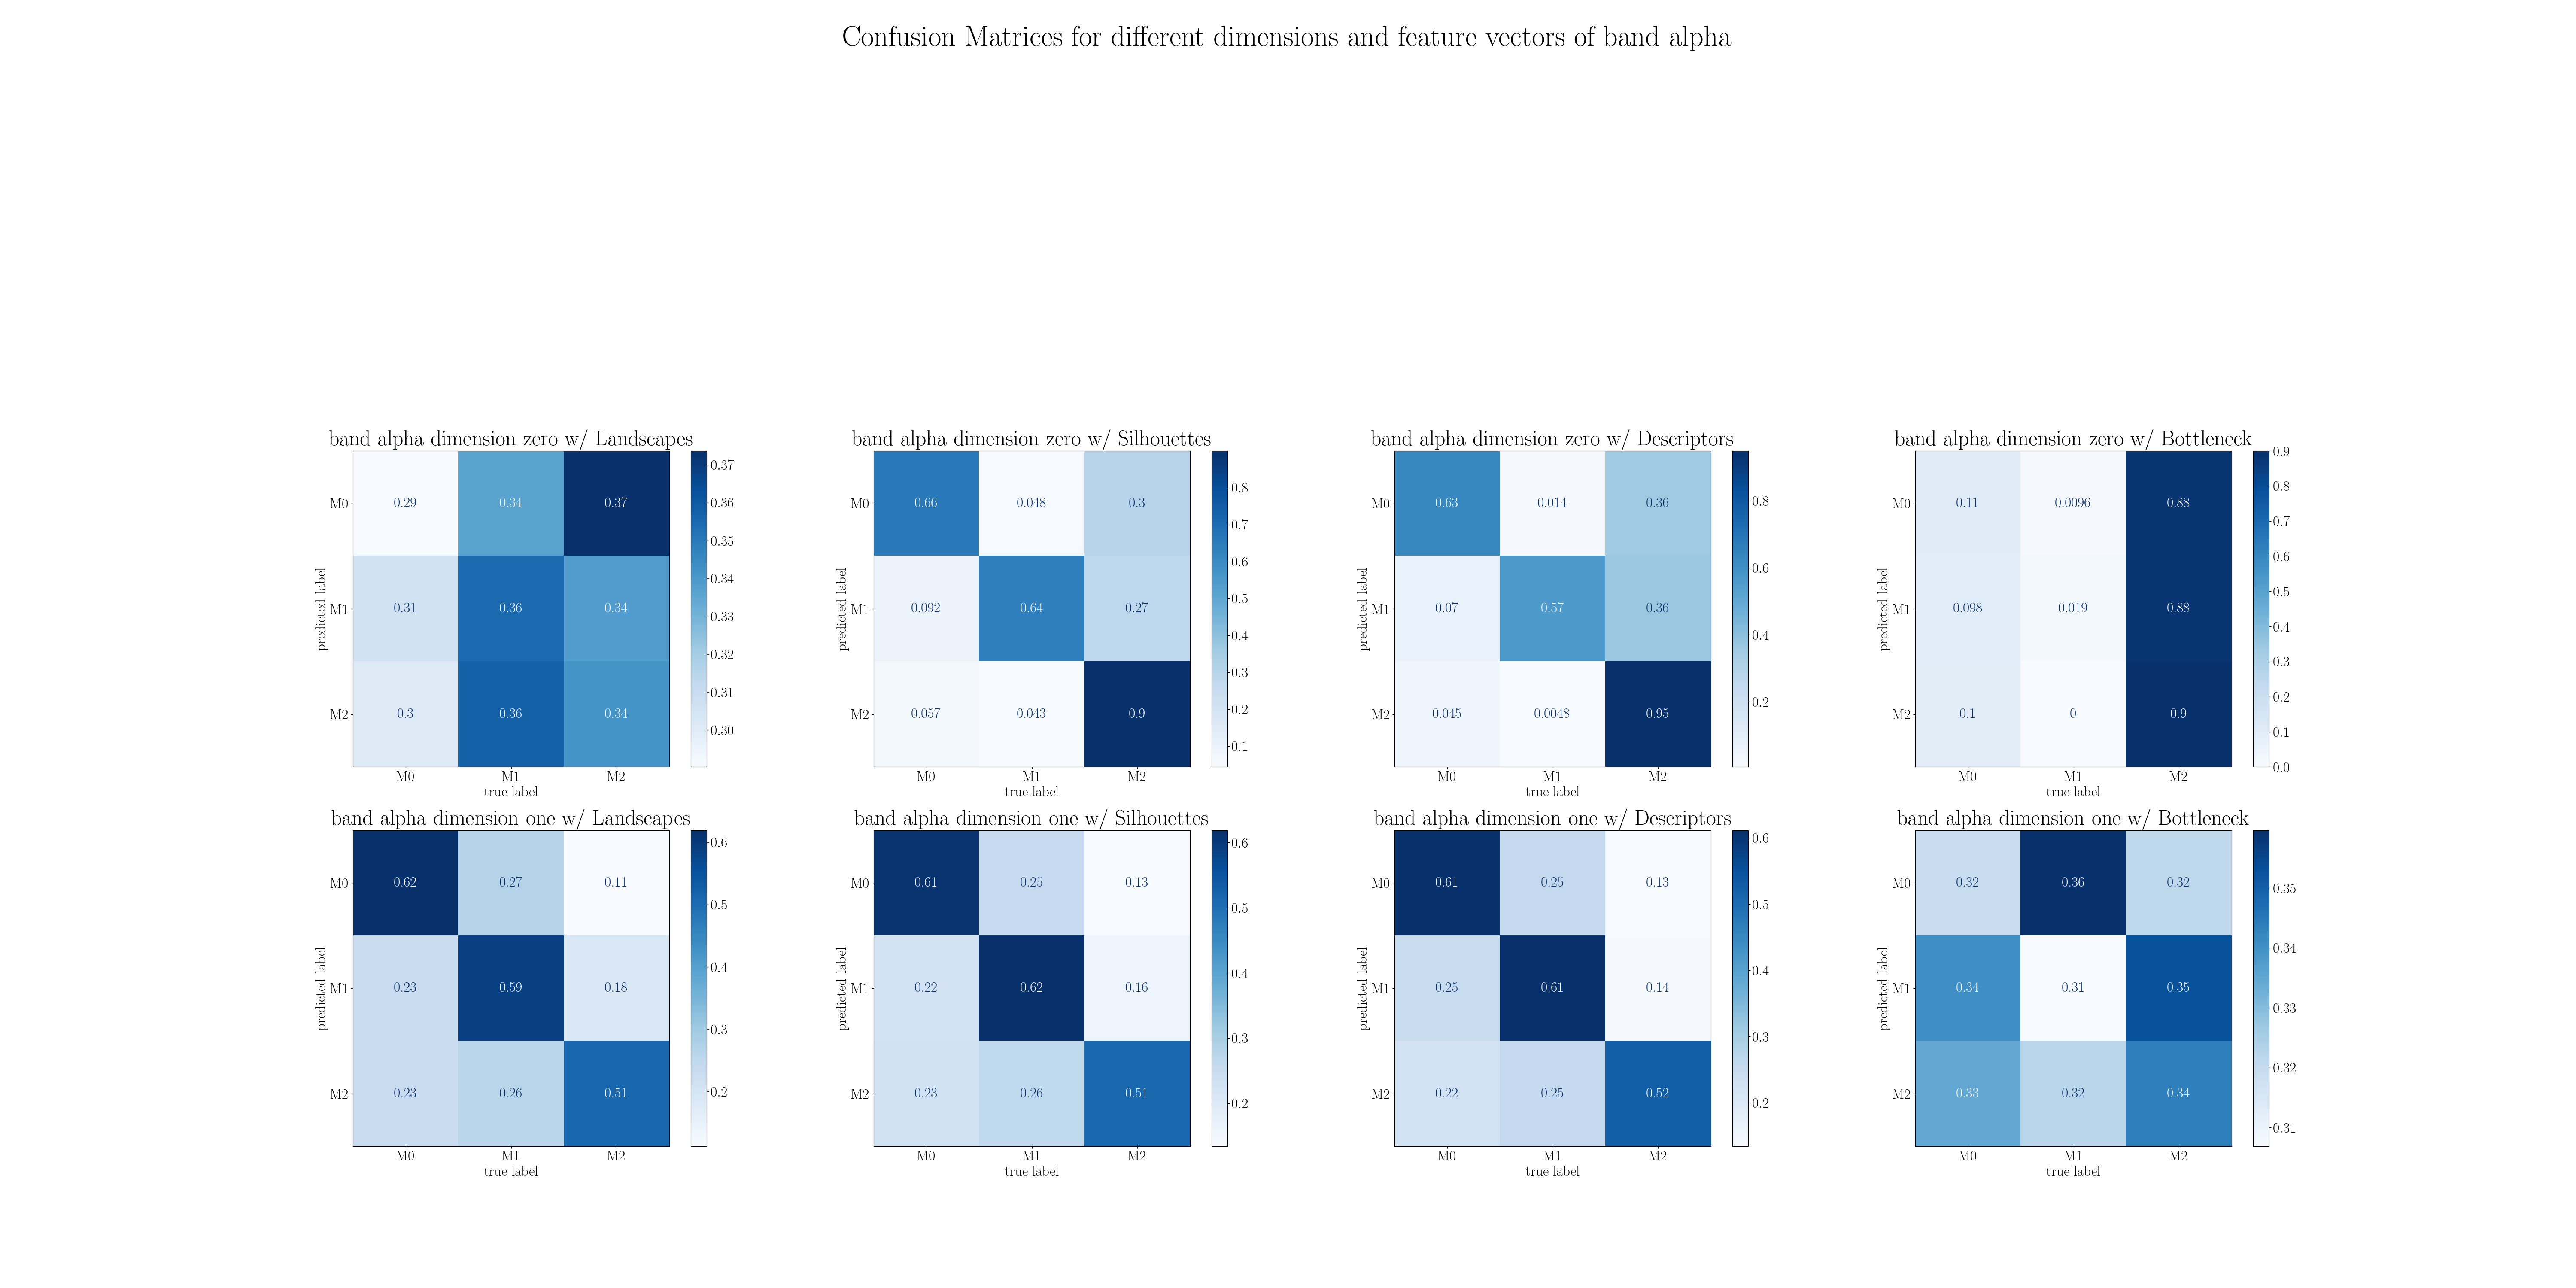 Confusion Matrices for different dimensions and feature vectors of band alpha
band alpha dimension zero w/ Landscapes
predicted label
M0 0.29 0.34 0.37
M1 0.31 0.36 0.34
M2 0.3 0.36 0.34
M0 M1 M2
true label
0.37
0.36
0.35
0.34
0.33
0.32
0.31
0.30
band alpha dimension zero w/ Silhouettes
predicted label
M0 0.66 0.048 0.3
M1 0.092 0.64 0.27
M2 0.057 0.043 0.9
M0 M1 M2
true label
0.8
0.7
0.6
0.5
0.4
0.3
0.2
0.1
band alpha dimension zero w/ Descriptors
predicted label
M0 0.63 0.014 0.36
M1 0.07 0.57 0.36
M2 0.045 0.0048 0.95
M0 M1 M2
true label
0.8
0.6
0.4
0.2
band alpha dimension zero w/ Bottleneck
predicted label
M0 0.11 0.0096 0.88
M1 0.098 0.019 0.88
M2 0.1 0 0.9
M0 M1 M2
true label
0.9
0.8
0.7
0.6
0.5
0.4
0.3
0.2
0.1
0.0
band alpha dimension one w/ Landscapes
predicted label
M0 0.62 0.27 0.11
M1 0.23 0.59 0.18
M2 0.23 0.26 0.51
M0 M1 M2
true label
0.6
0.5
0.4
0.3
0.2
band alpha dimension one w/ Silhouettes
predicted label
M0 0.61 0.25 0.13
M1 0.22 0.62 0.16
M2 0.23 0.26 0.51
M0 M1 M2
true label
0.6
0.5
0.4
0.3
0.2
band alpha dimension one w/ Descriptors
predicted label
M0 0.61 0.25 0.13
M1 0.25 0.61 0.14
M2 0.22 0.25 0.52
M0 M1 M2
true label
0.6
0.5
0.4
0.3
0.2
band alpha dimension one w/ Bottleneck
predicted label
M0 0.32 0.36 0.32
M1 0.34 0.31 0.35
M2 0.33 0.32 0.34
M0 M1 M2
true label
0.35
0.34
0.33
0.32
0.31